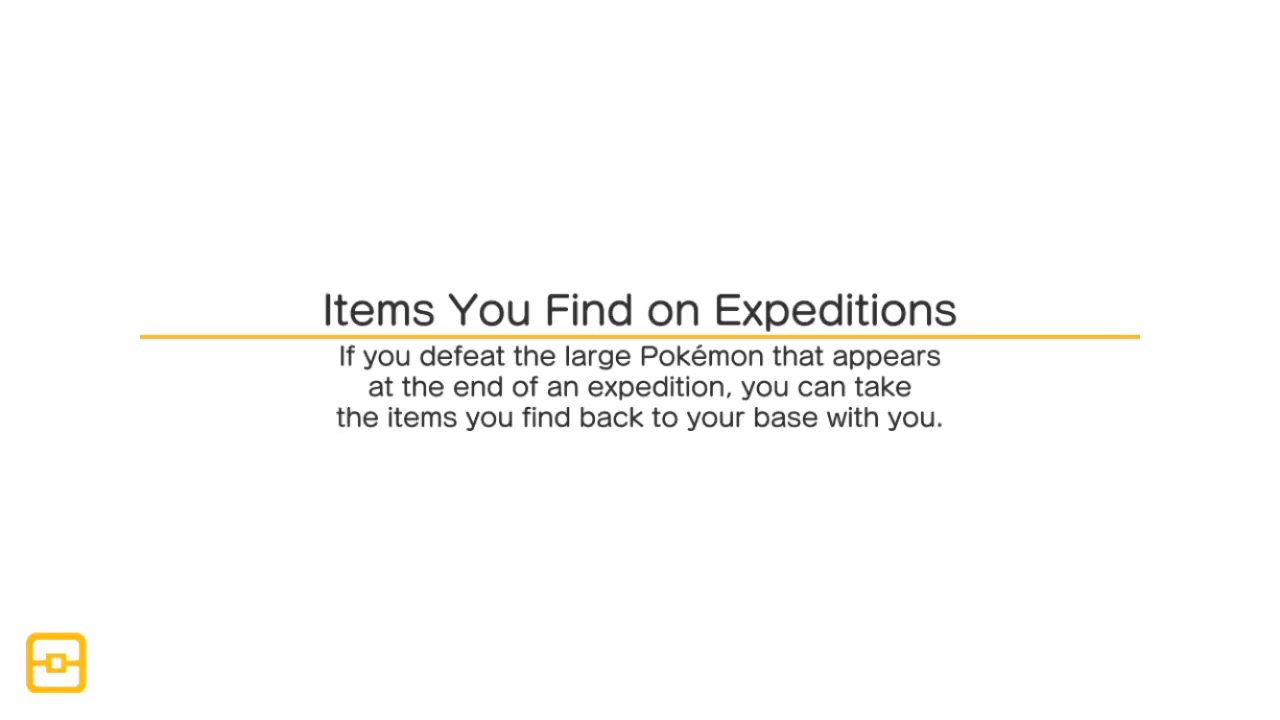 Items You Find on Expeditions
If you defeat the large Pokémon that appears
at the end of an expedition, you can take
the items you find back to your base with you.